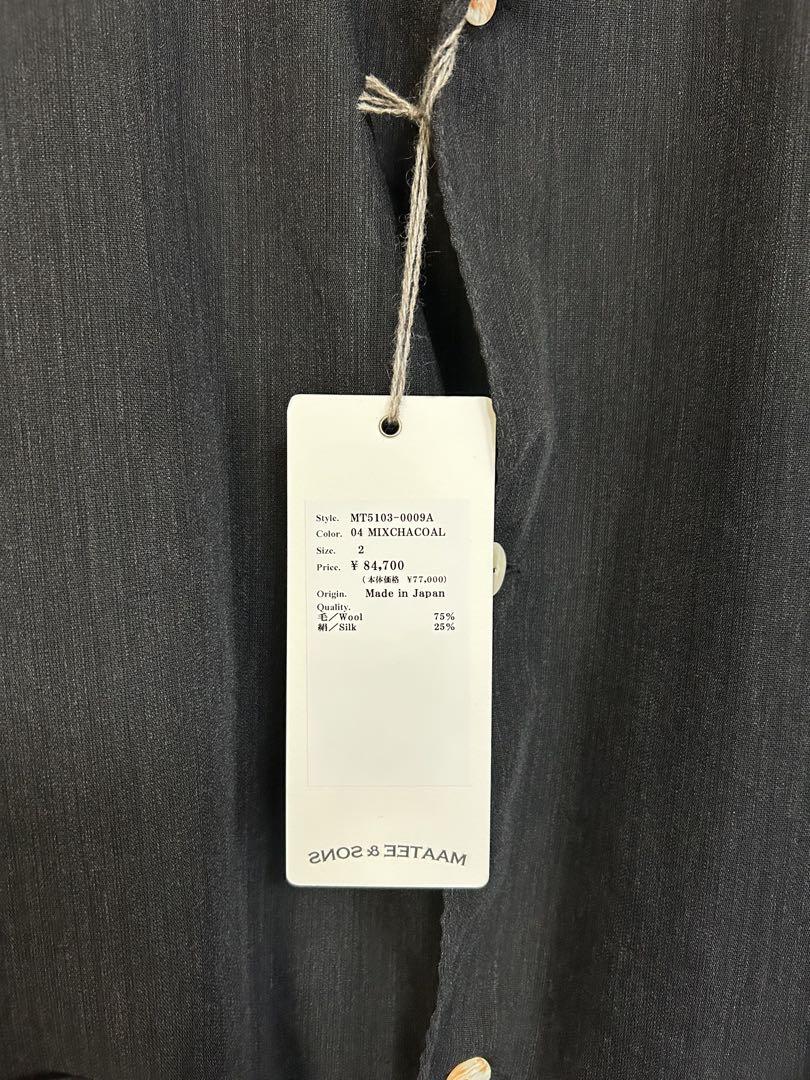 Style. MT5103-0009A
Color. 04 MIXCHACOAL
Size. 2
Price. ¥ 84,700
(本体価格 ¥77,000)
Origin. Made in Japan
Quality.
毛/Wool 75%
絹/Silk 25%
MAATEE & SONS